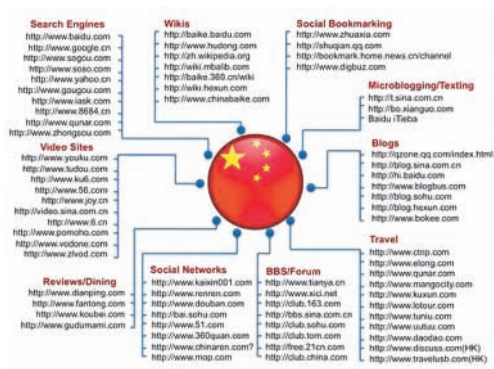 Search Engines
http://www.baidu.com
http://www.google.cn
http://www.sogou.com
http://www.soso.com
http://www.yahoo.cn
http://www.gougou.com
http://www.iask.com
http://www.8684.cn
http://www.qunar.com
http://www.zhongsou.com
Wikis
http://baike.baidu.com
http://www.hudong.com
http://zh.wikipedia.org
http://wiki.mbalib.com
http://baike.360.cn/wiki
http://wiki.hexun.com
http://www.chinabaike.com
Social Bookmarking
http://www.zhuaxia.com
http://shuqian.qq.com
http://bookmark.home.news.cn/channel
http://www.digbuz.com
Microblogging/Texting
http://t.sina.com.cn
http://bo.xianguo.com
Baidu iTieba
Video Sites
http://www.youku.com
http://www.tudou.com
http://www.ku6.com
http://www.56.com
http://www.joy.cn
http://video.sina.com.cn
http://www.6.cn
http://www.pomoho.com
http://www.vodone.com
http://www.zlvod.com
Blogs
http://qzone.qq.com/index.html
http://blog.sina.com.cn
http://hi.baidu.com
http://www.blogbus.com
http://blog.sohu.com
http://blog.hexun.com
http://www.bokee.com
Reviews/Dining
http://www.dianping.com
http://www.fantong.com
http://www.koubei.com
http://www.gudumami.com
Social Networks
http://www.kaixin001.com
http://www.renren.com
http://www.douban.com
http://bai.sohu.com
http://www.51.com
http://www.360quan.com
http://www.chinaren.com?
http://www.mop.com
BBS/Forum
http://www.tianya.cn
http://www.xici.net
http://club.163.com
http://bbs.sina.com.cn
http://club.sohu.com
http://club.tom.com
http://free.21cn.com
http://club.china.com
Travel
http://www.ctrip.com
http://www.elong.com
http://www.qunar.com
http://www.mangocity.com
http://www.kuxun.com
http://www.lotour.com
http://www.tuniu.com
http://www.uutuu.com
http://www.daodao.com
http://www.discuss.com(HK)
http://www.travelusb.com(HK)